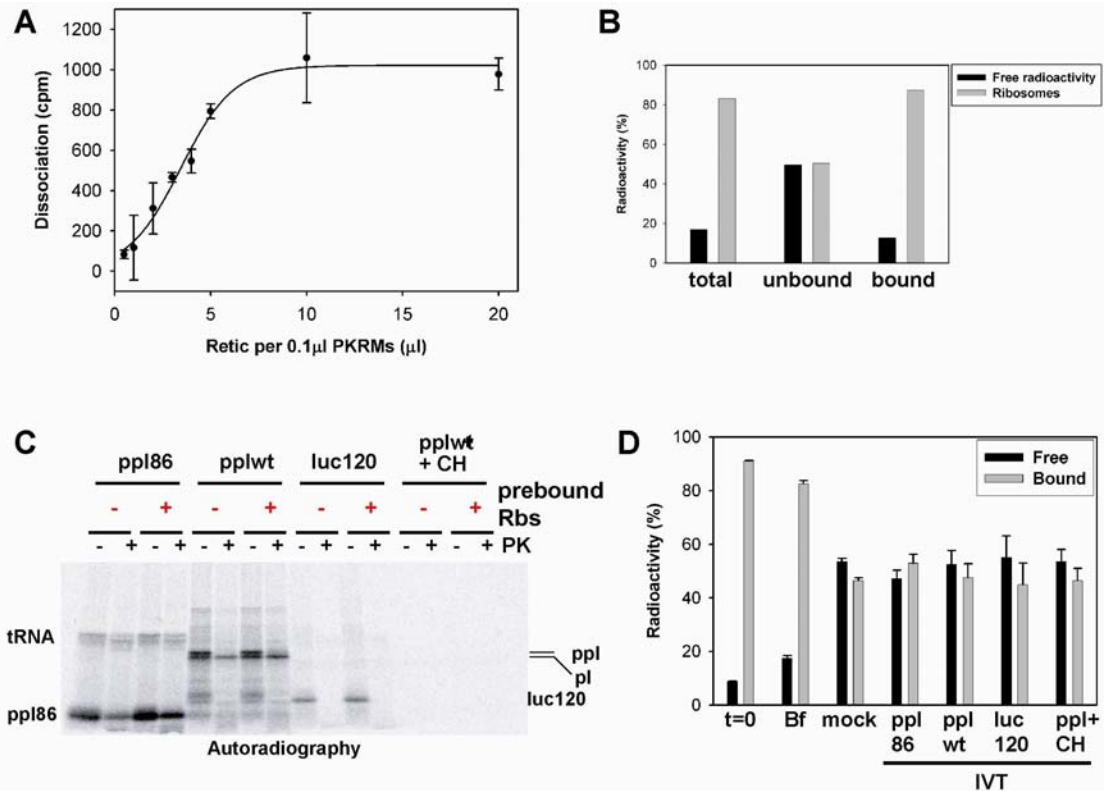 A
Dissociation (cpm)
1200
1000
800
600
400
200
0
0
5
10
15
20
Retic per 0.1µl PKRMs (µl)
B
Radioactivity (%)
100
80
60
40
20
0
total unbound bound
Free radioactivity
Ribosomes
C
ppl86 pplwt luc120 pplwt
+ CH
prebound
- + - + - + - + Rbs
- + - + - + - + - + - + - + - + PK
tRNA
ppl86
ppl
pl
luc120
Autoradiography
D
Radioactivity (%)
100
80
60
40
20
0
Free
Bound
t=0 Bf mock ppl ppl luc ppl+
86 wt 120 CH
IVT